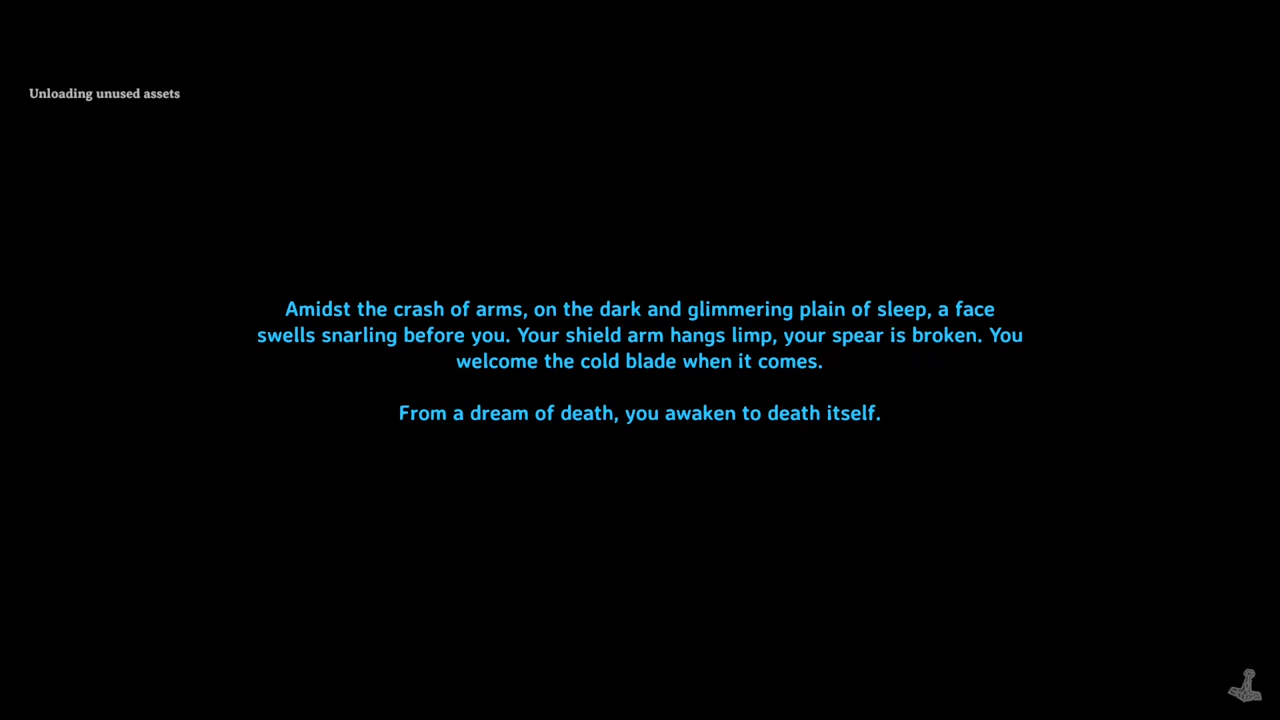 Unloading unused assets
Amidst the crash of arms, on the dark and glimmering plain of sleep, a face
swells snarling before you. Your shield arm hangs limp, your spear is broken. You
welcome the cold blade when it comes.
From a dream of death, you awaken to death itself.